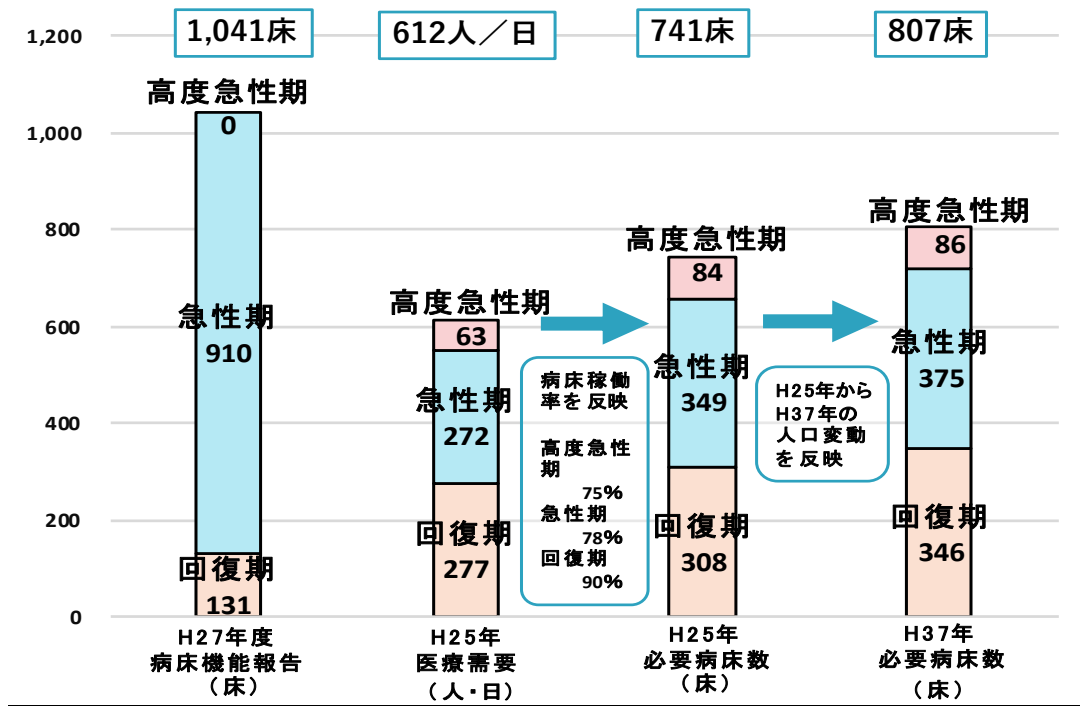 1,041床
612人／日
741床
807床
1,200
1,000
800
600
400
200
0
高度急性期
0
急性期
910
回復期
131
高度急性期
63
急性期
272
回復期
277
病床稼働
率を反映
高度急性
期
75%
急性期
78%
回復期
90%
高度急性期
84
急性期
349
回復期
308
H25年から
H37年の
人口変動
を反映
高度急性期
86
急性期
375
回復期
346
H27年度
病床機能報告
（床）
H25年
医療需要
（人・日）
H25年
必要病床数
（床）
H37年
必要病床数
（床）